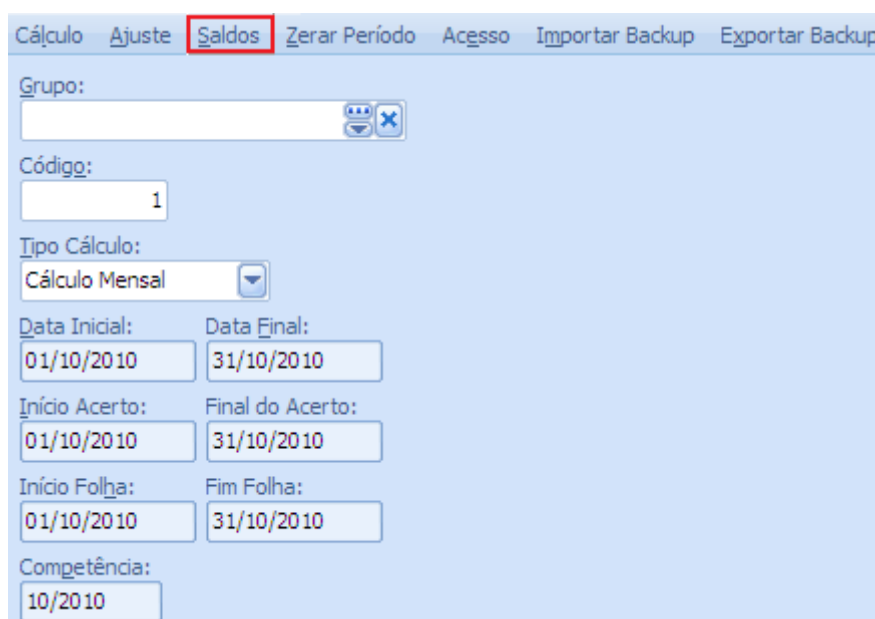 Cálculo Ajuste Saldos Zerar Período Acesso Importar Backup Exportar Backup
Grupo:
Código:
1
Tipo Cálculo:
Cálculo Mensal
Data Inicial: Data Final:
01/10/2010 31/10/2010
Início Acerto: Final do Acerto:
01/10/2010 31/10/2010
Início Folha: Fim Folha:
01/10/2010 31/10/2010
Competência:
10/2010